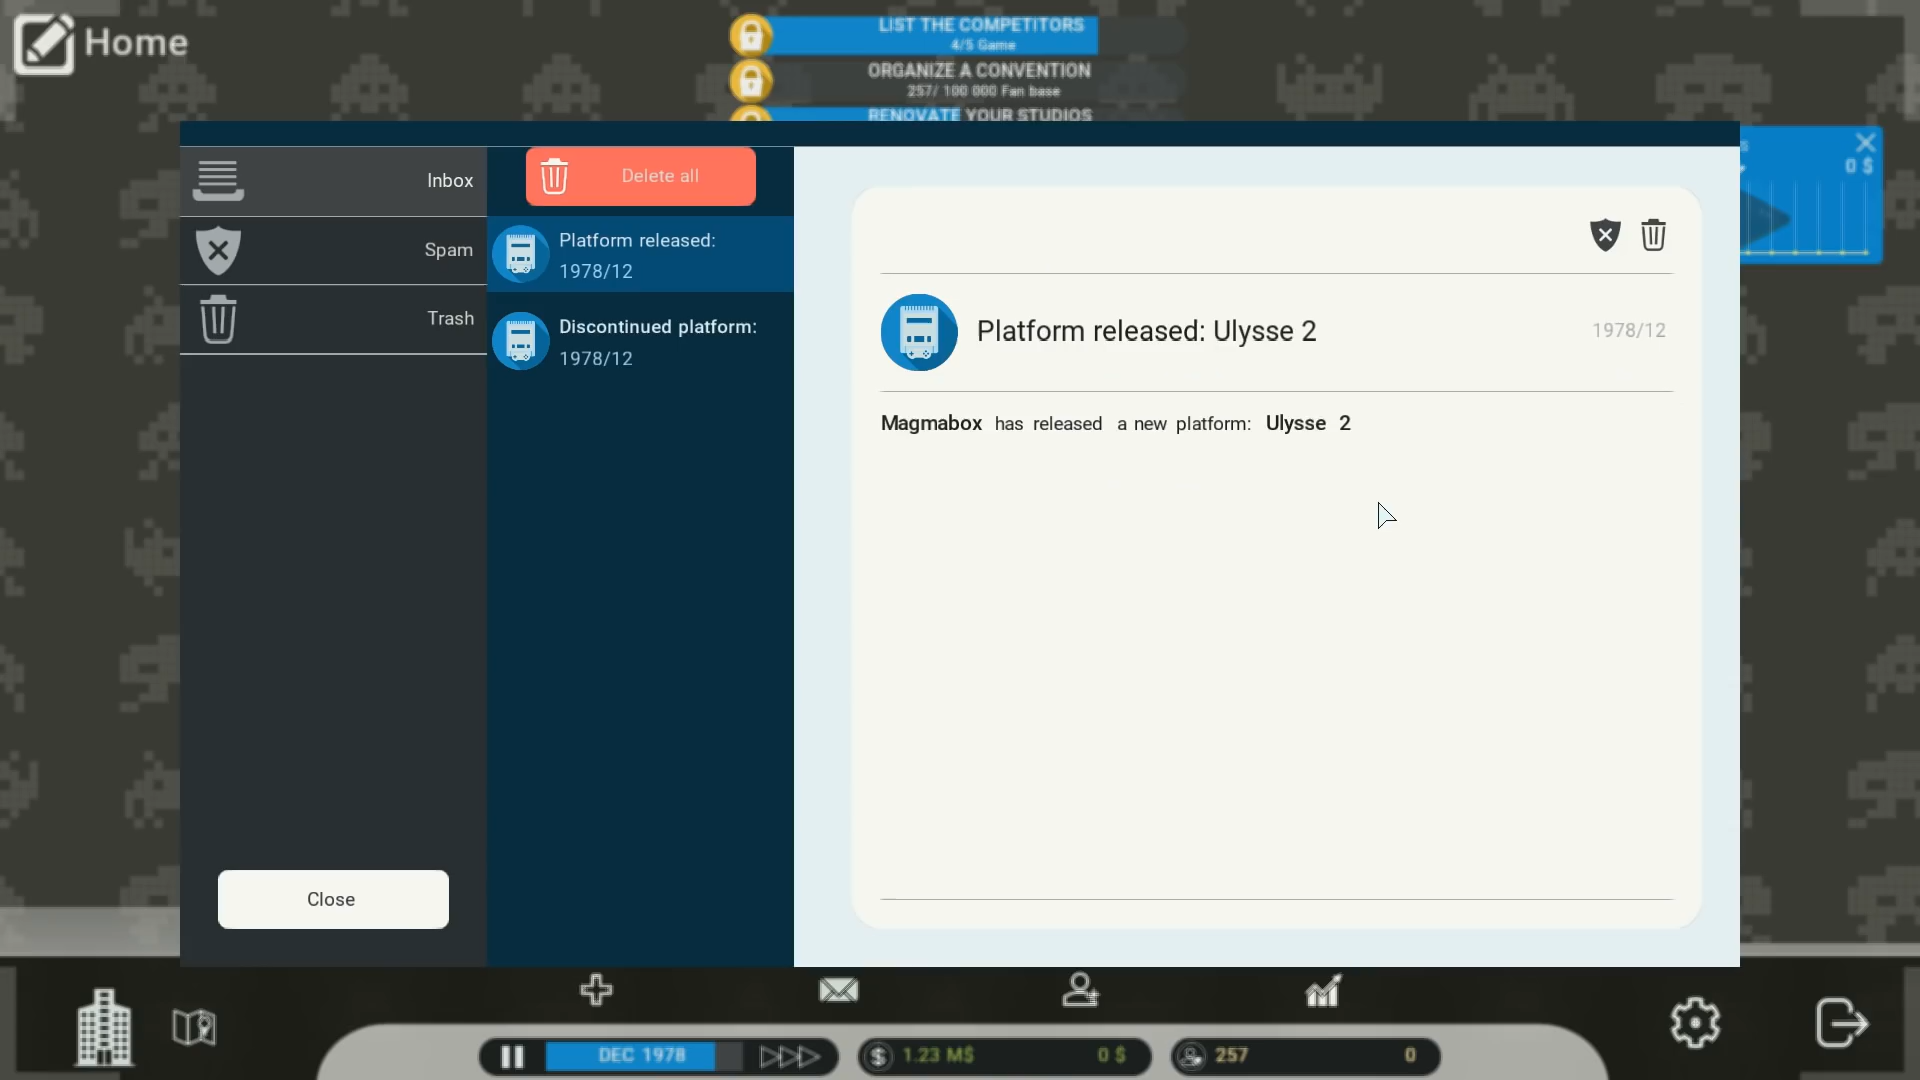 Home
LIST THE COMPETITORS
4/5 Game
ORGANIZE A CONVENTION
257/ 100 000 Fan base
RENOVATE YOUR STUDIOS
0 $
Inbox
Spam
Trash
Close
Delete all
Platform released:
1978/12
Discontinued platform:
1978/12
Platform released: Ulysse 2
1978/12
Magmabox has released a new platform: Ulysse 2
DEC 1978
1.23 M$
0 $
257
0